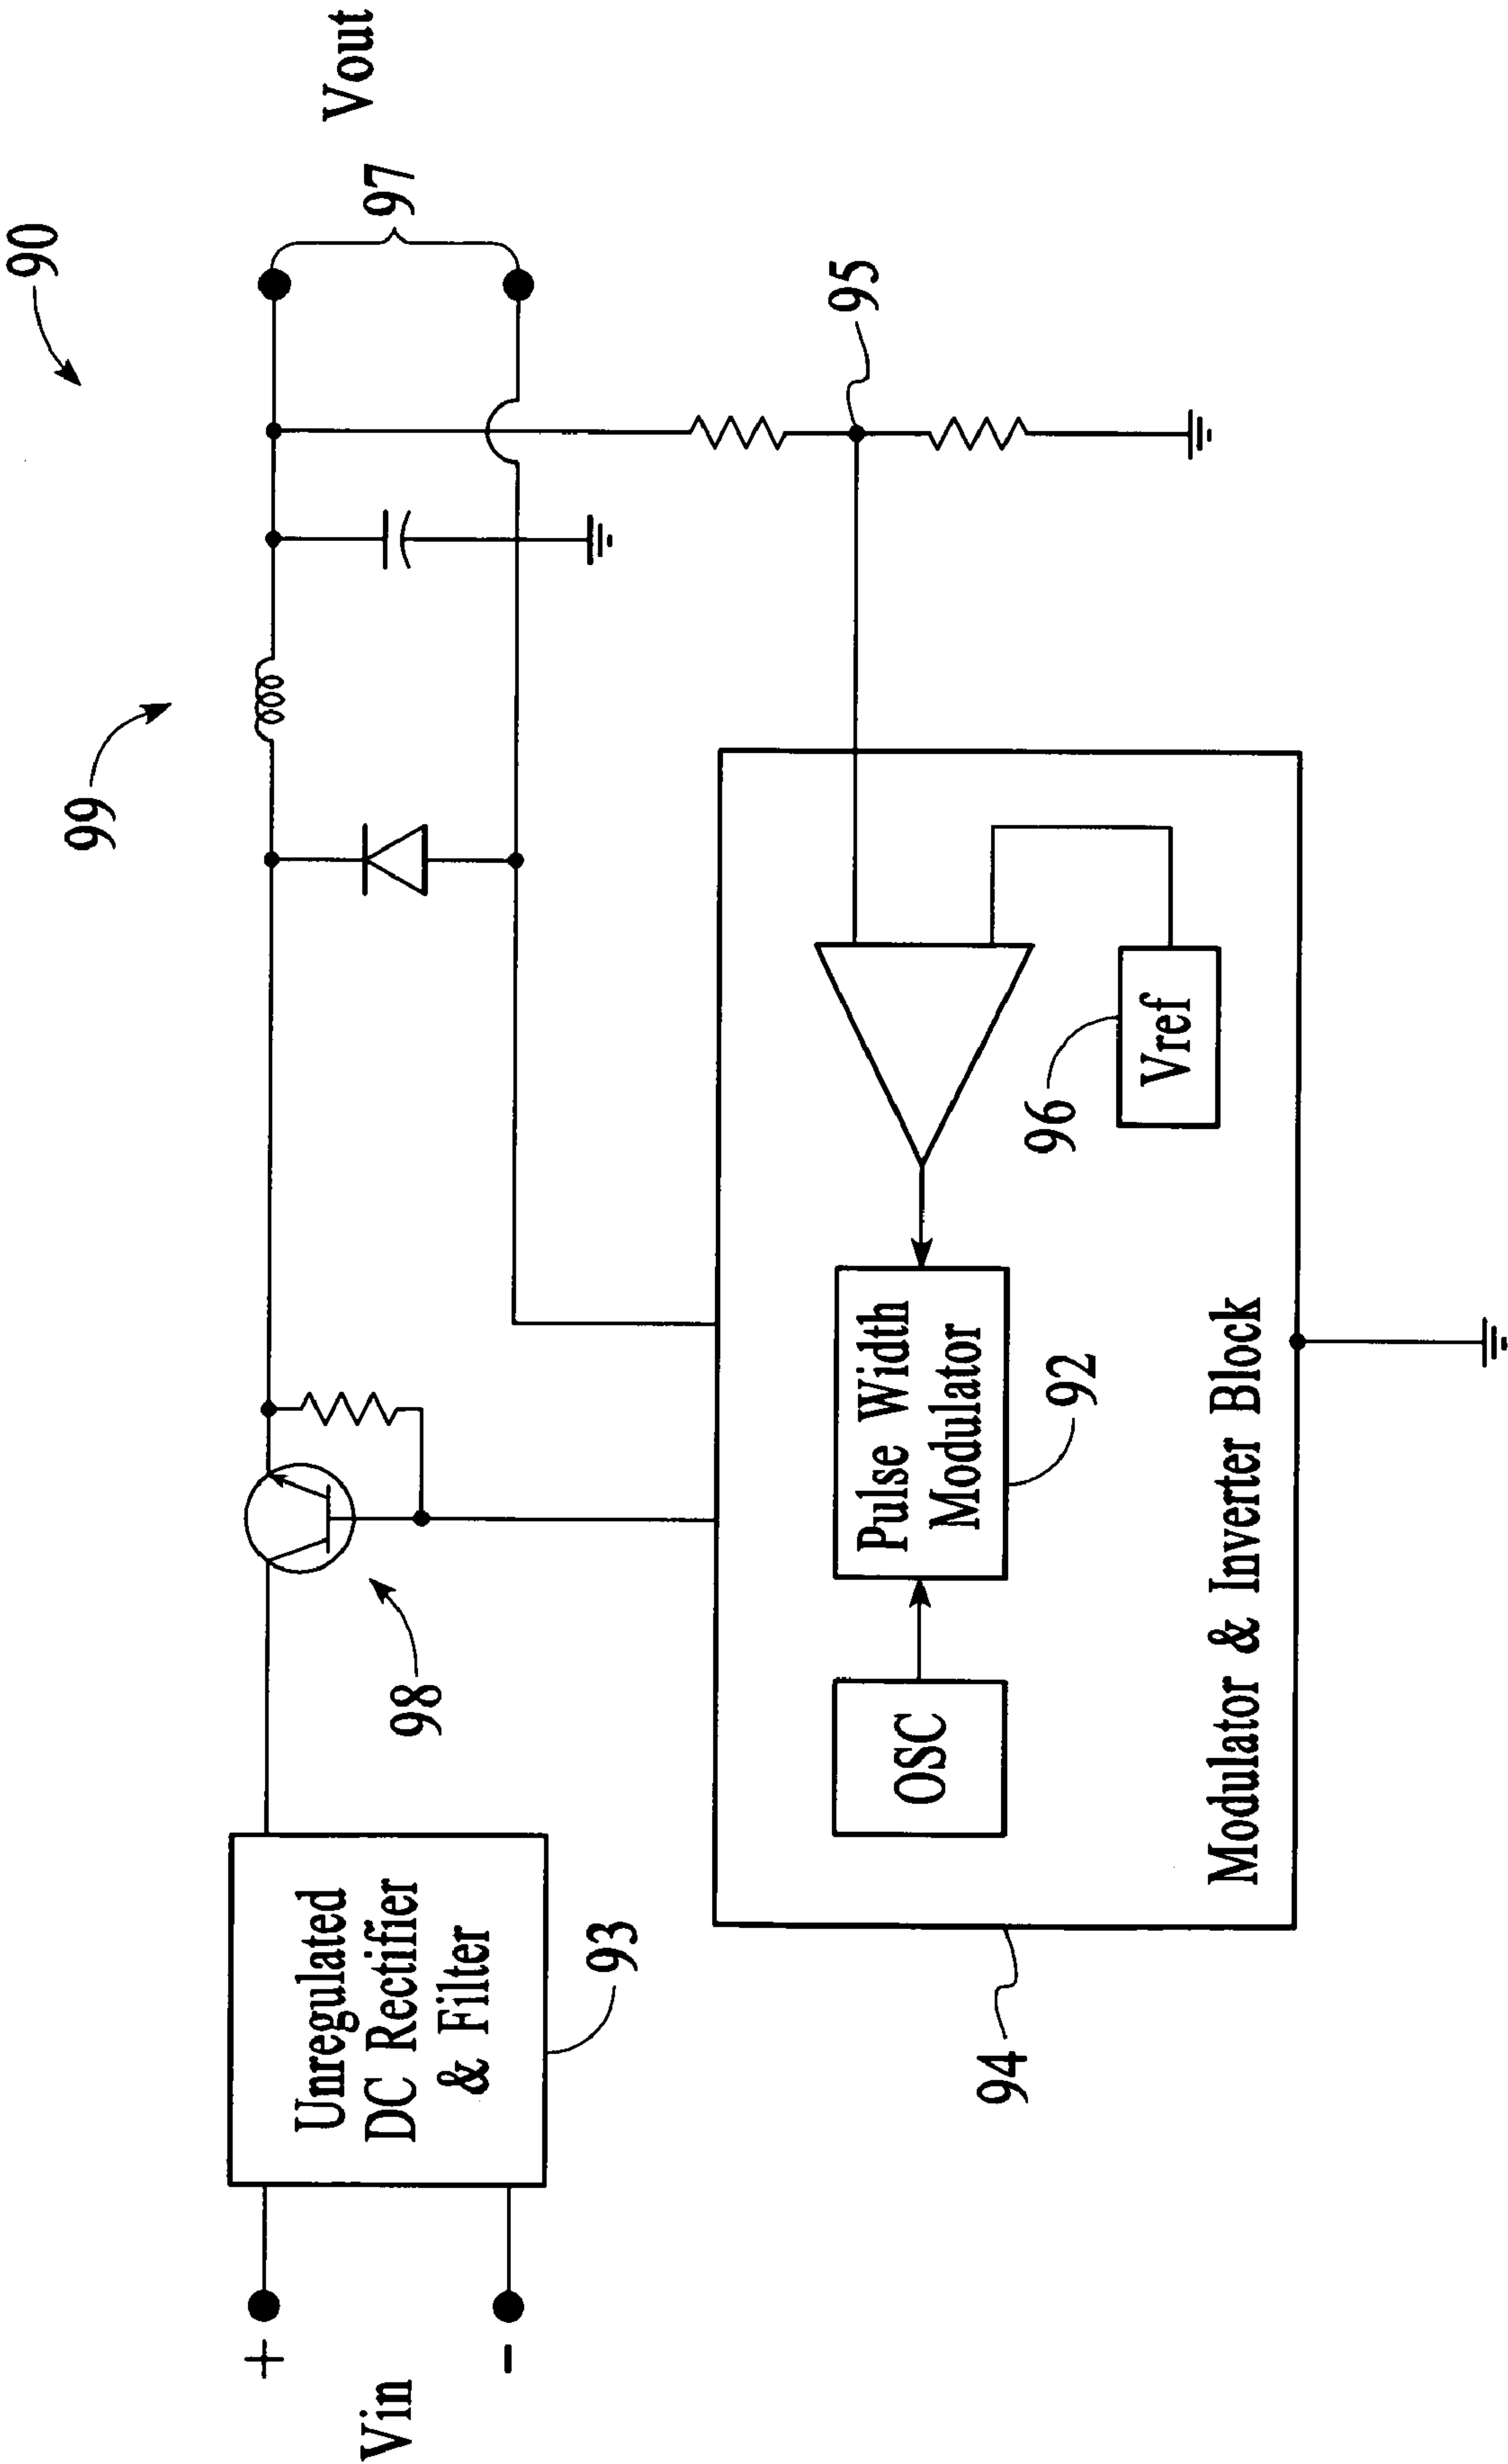 90
99
97
Vout
98
+
Vin
-
Unregulated
DC Rectifier
& Filter
93
95
OSC
Pulse Width
Modulator
92
96
Vref
Modulator & Inverter Block
94